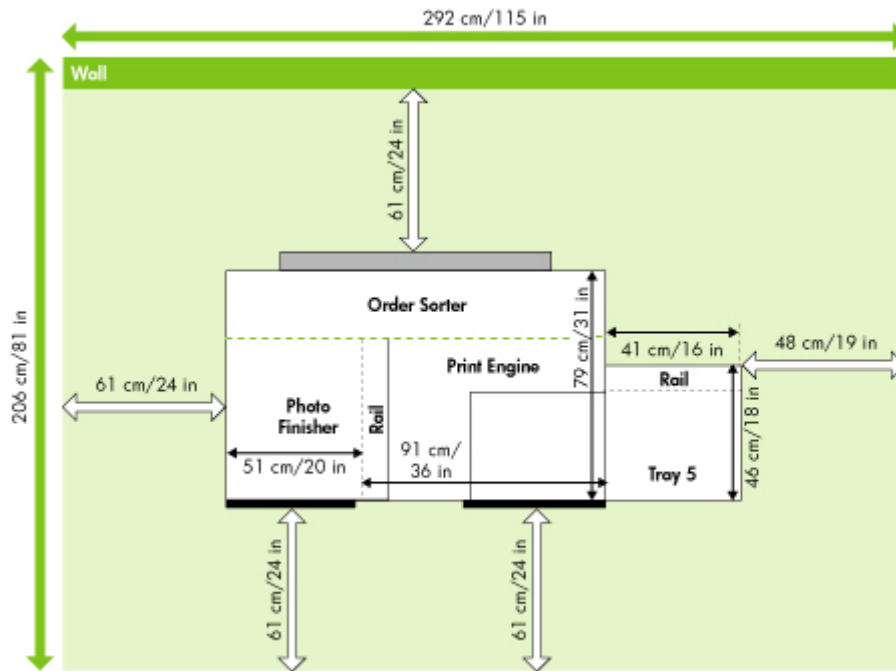 292 cm/115 in
Wall
206 cm/81 in
61 cm/24 in
Order Sorter
79 cm/31 in
41 cm/16 in
48 cm/19 in
61 cm/24 in
Print Engine
Rail
Photo
Finisher
Rail
46 cm/18 in
51 cm/20 in
91 cm/
36 in
Tray 5
61 cm/24 in
61 cm/24 in